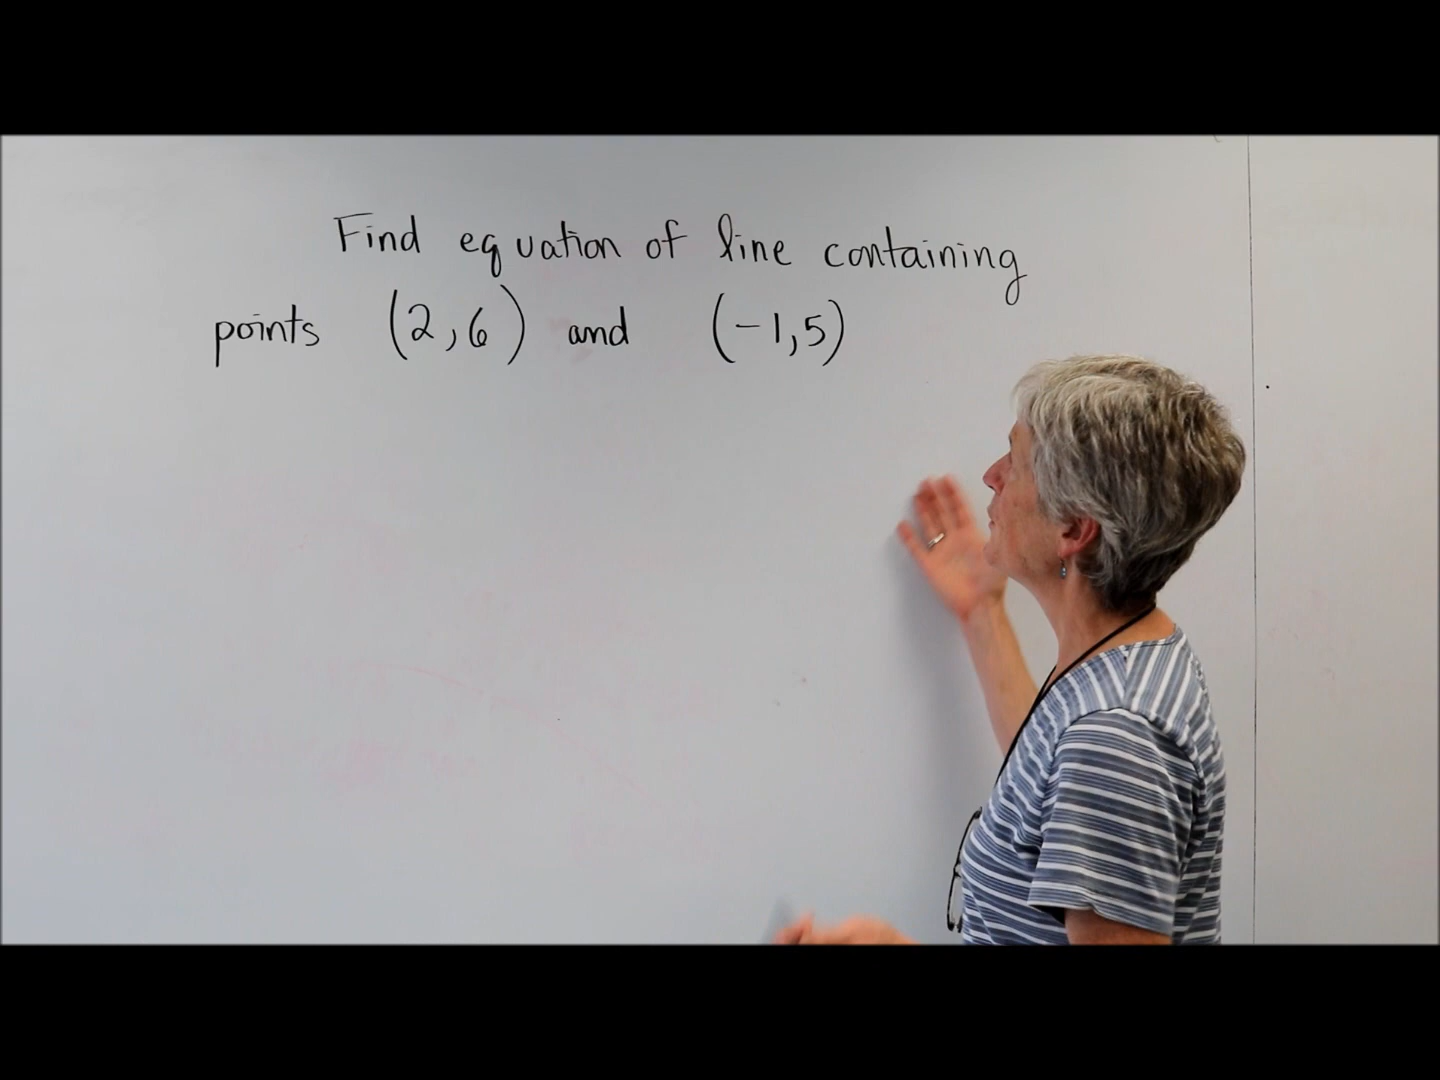 Find equation of line containing
points (2,6) and (-1,5)